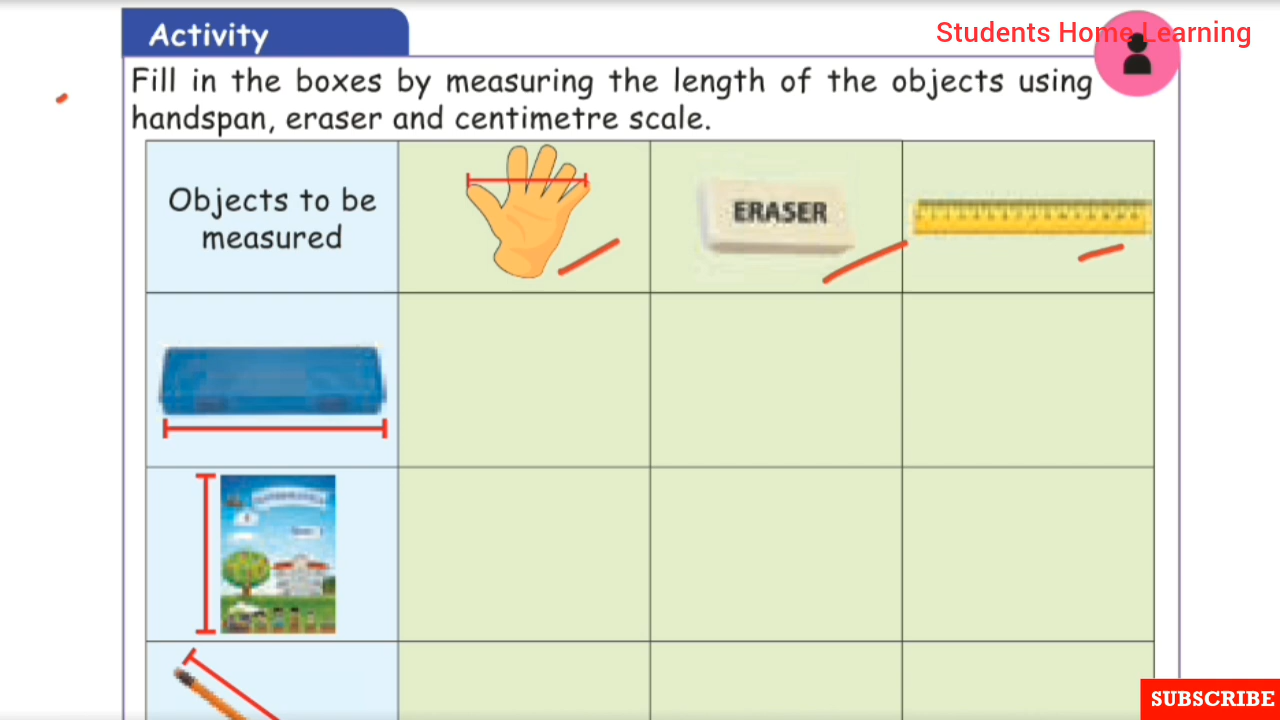 Students Home Learning
Activity
Fill in the boxes by measuring the length of the objects using
handspan, eraser and centimetre scale.
Objects to be
measured
ERASER
SUBSCRIBE